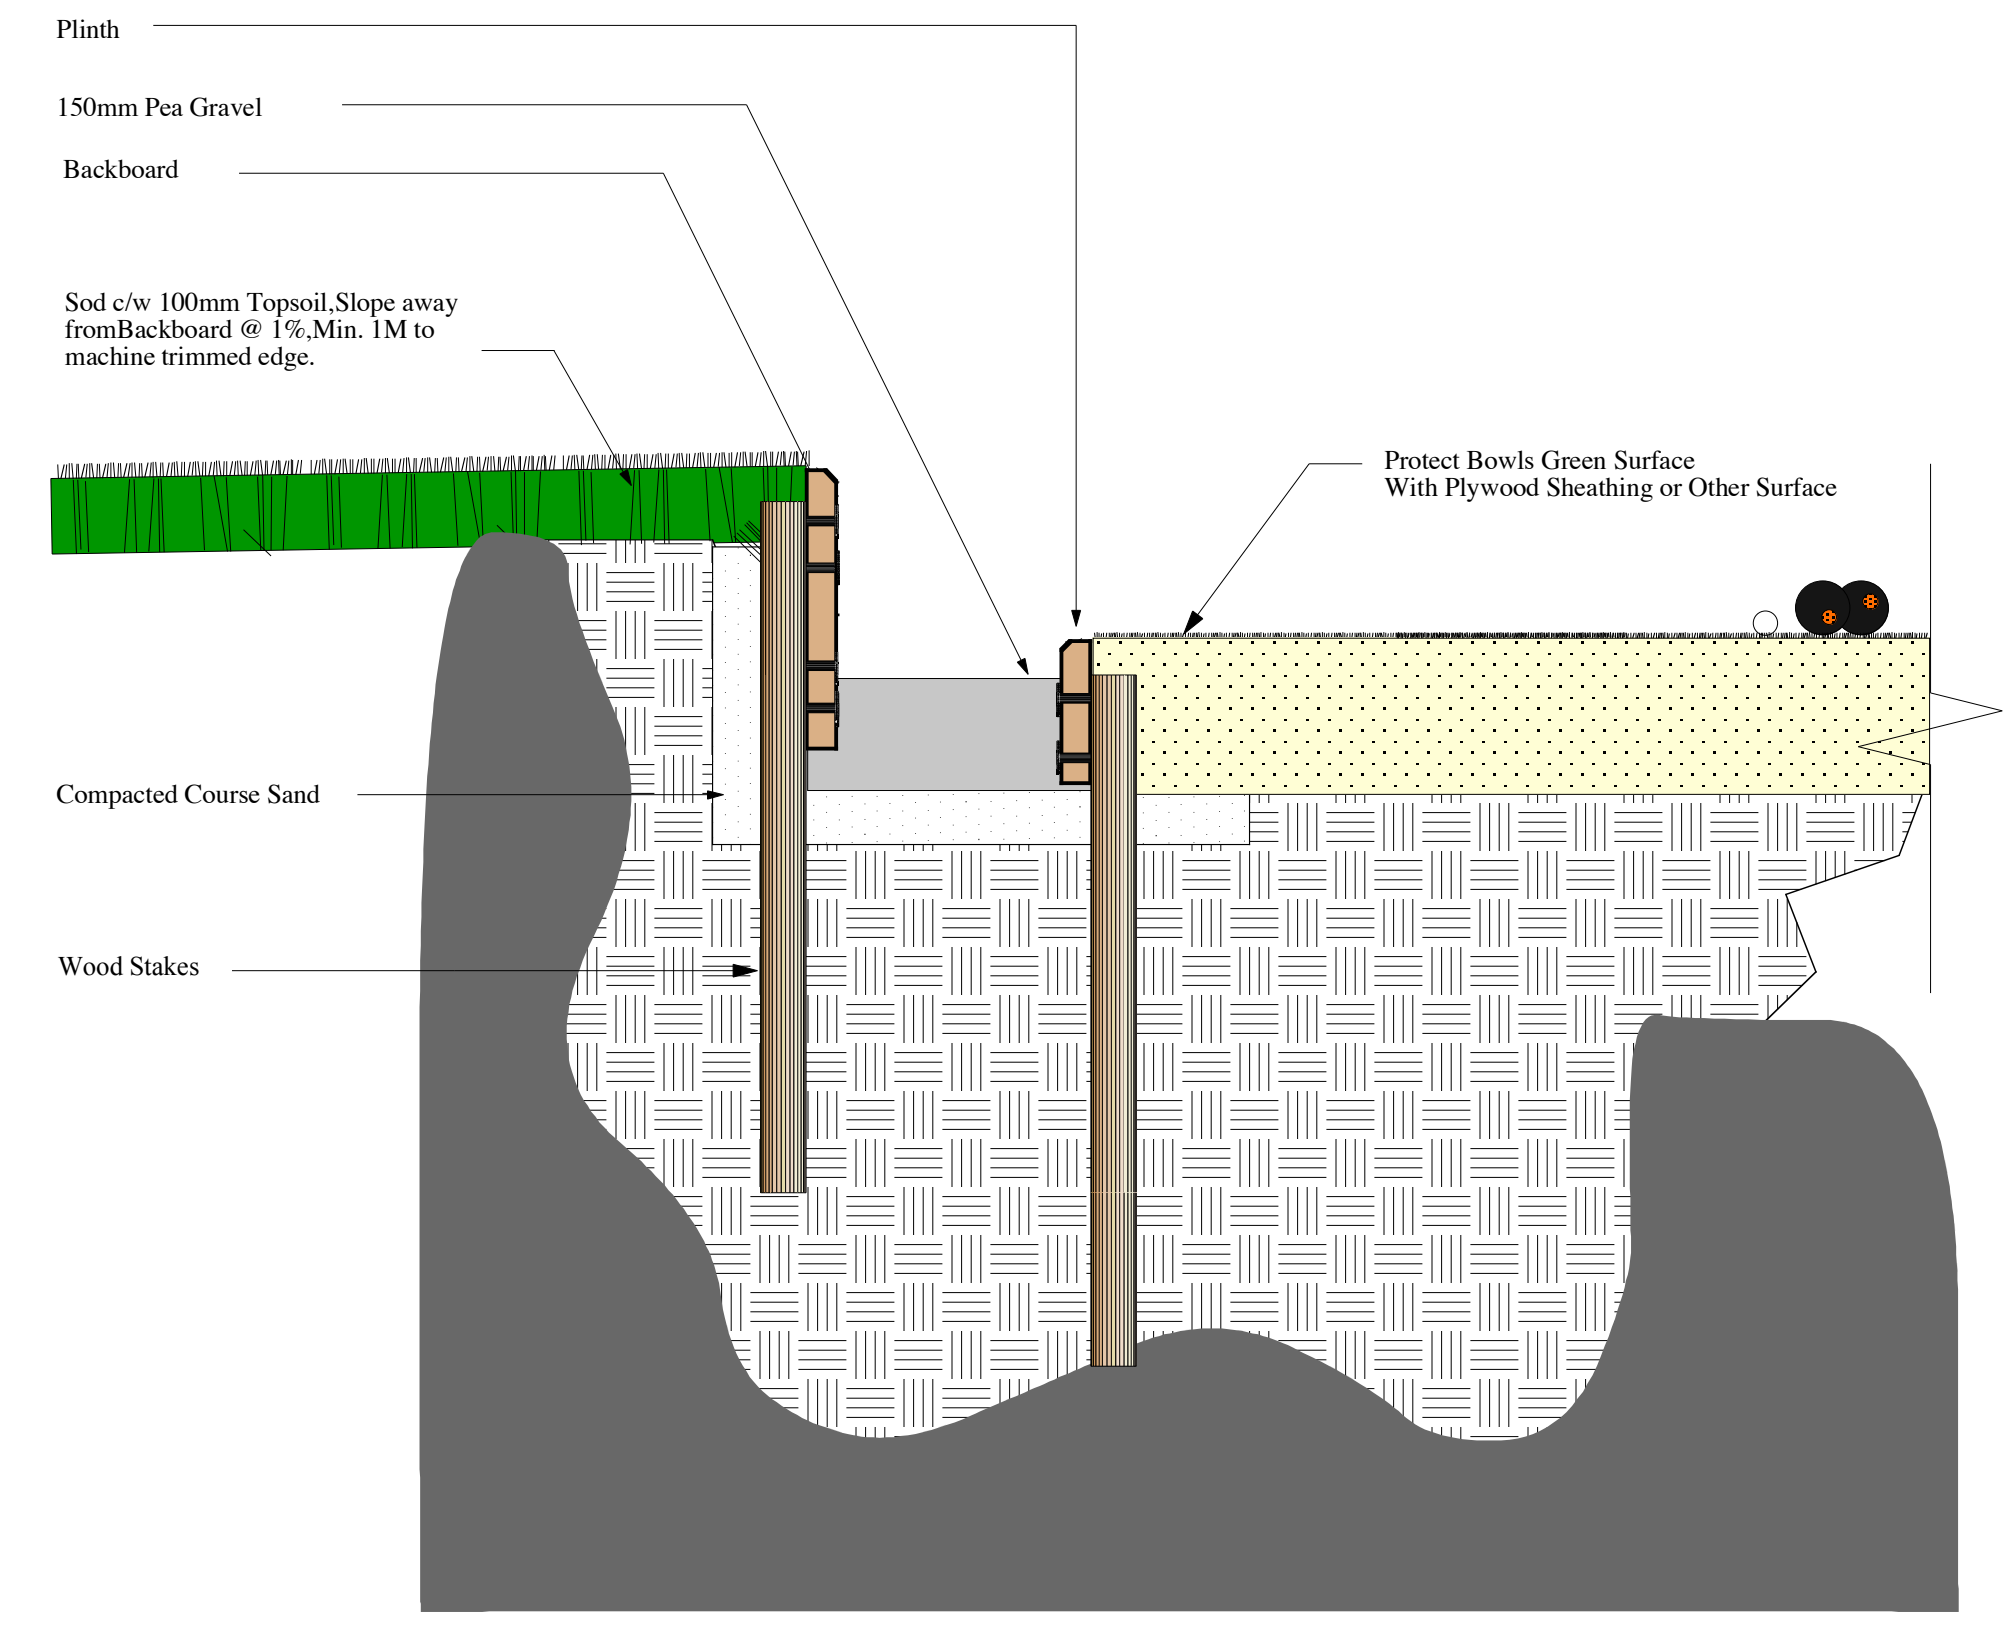 Plinth
150mm Pea Gravel
Backboard
Sod c/w 100mm Topsoil,Slope away
fromBackboard @ 1%,Min. 1M to
machine trimmed edge.
Protect Bowls Green Surface
With Plywood Sheathing or Other Surface
Compacted Course Sand
Wood Stakes